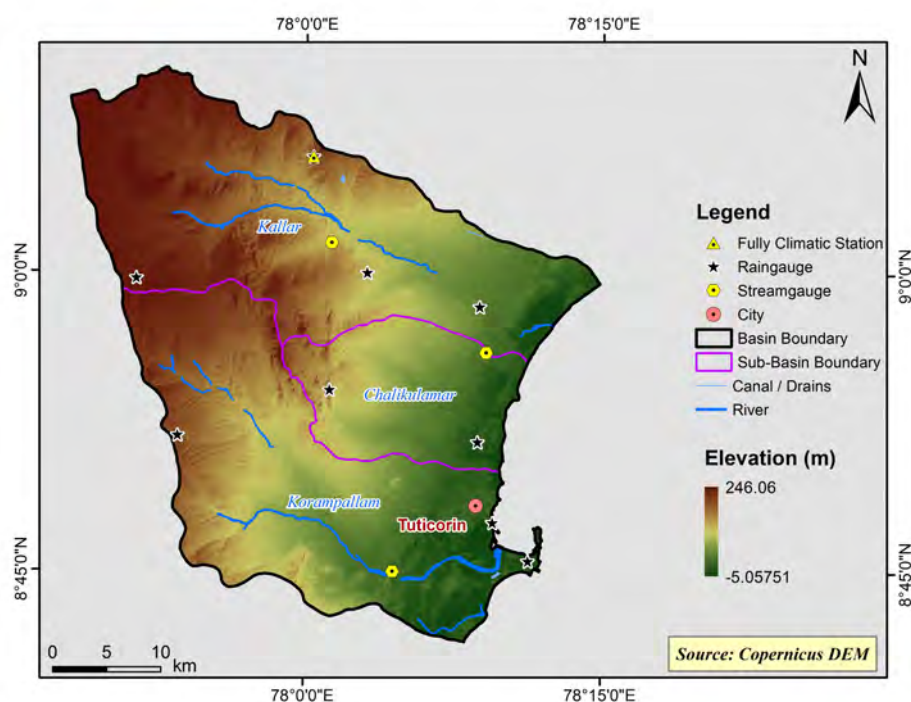 78°0'0"E
78°15'0"E
N
Kallar
9°0'0"N
9°0'0"N
Legend
Fully Climatic Station
Raingauge
Streamgauge
City
Basin Boundary
Sub-Basin Boundary
Canal / Drains
River
Chalikulamar
Elevation (m)
246.06
-5.05751
Korampallam
Tuticorin
8°45'0"N
8°45'0"N
0 5 10
km
Source: Copernicus DEM
78°0'0"E
78°15'0"E